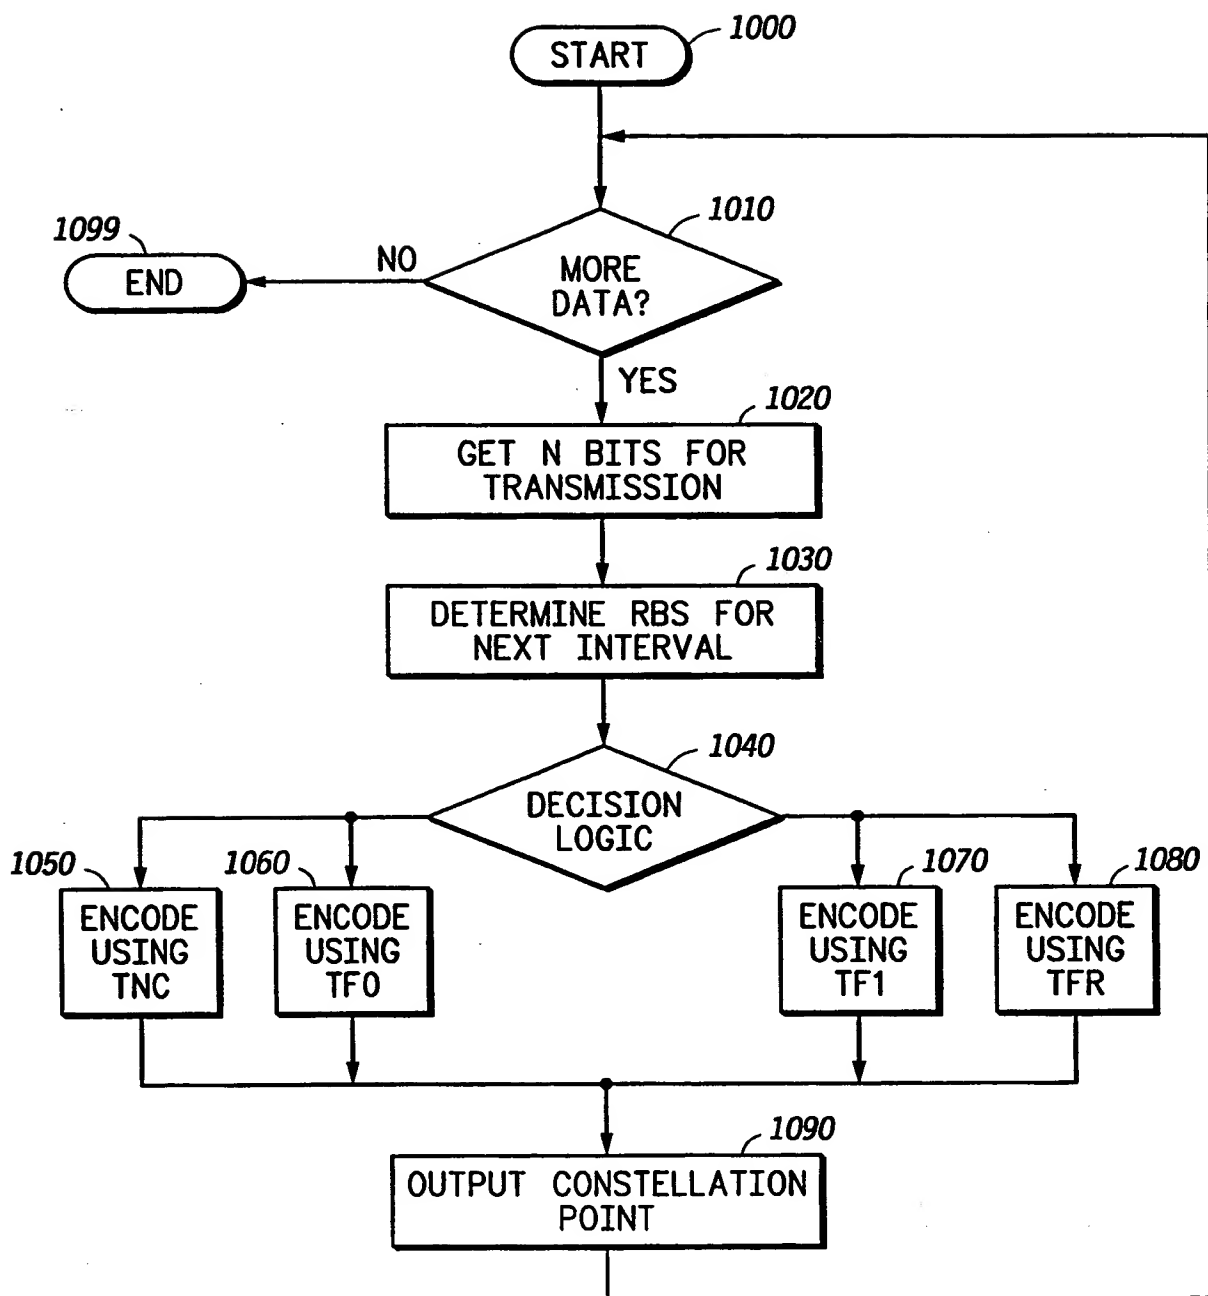 1000
START
1010
MORE
DATA?
1099
END
NO
YES
1020
GET N BITS FOR
TRANSMISSION
1030
DETERMINE RBS FOR
NEXT INTERVAL
1040
DECISION
LOGIC
1050
ENCODE
USING
TNC
1060
ENCODE
USING
TF0
1070
ENCODE
USING
TF1
1080
ENCODE
USING
TFR
1090
OUTPUT CONSTELLATION
POINT